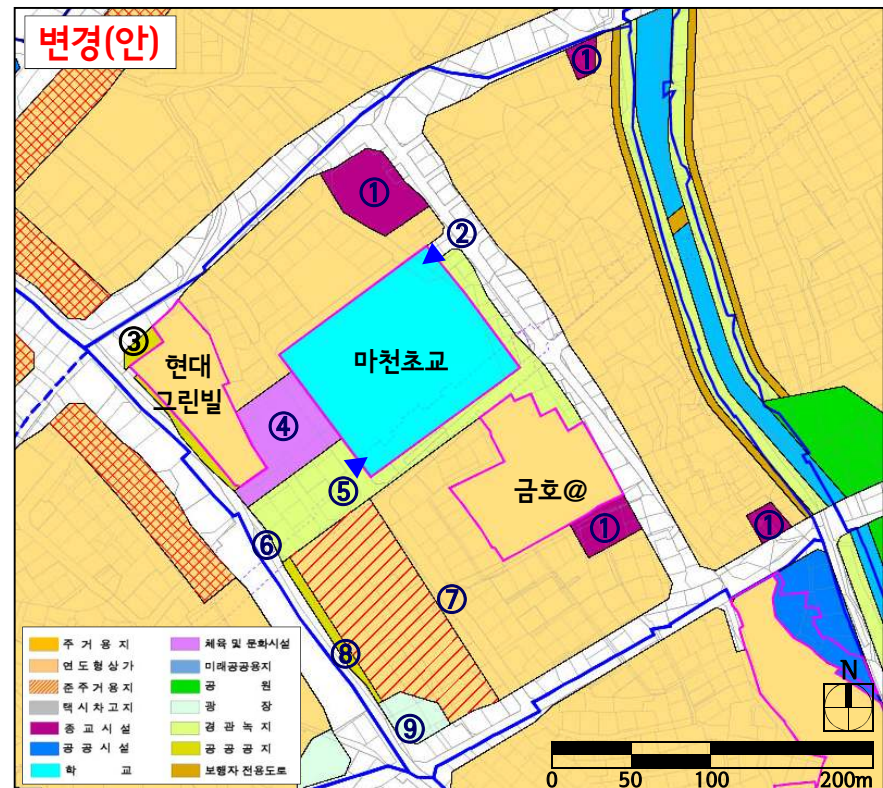 변경(안)
①
①
②
③
현대
그린빌
마천초교
④
⑤
금호@
①
①
⑥
⑦
⑧
⑨
주 거 용 지
연 도 형 상 가
준 주 거 용 지
택 시 차 고 지
종 교 시 설
공 공 시 설
학 교
체육 및 문화시설
미래공공용지
공 원
광 장
경 관 녹 지
공 공 공 지
보행자 전용도로
N
0 50 100 200m